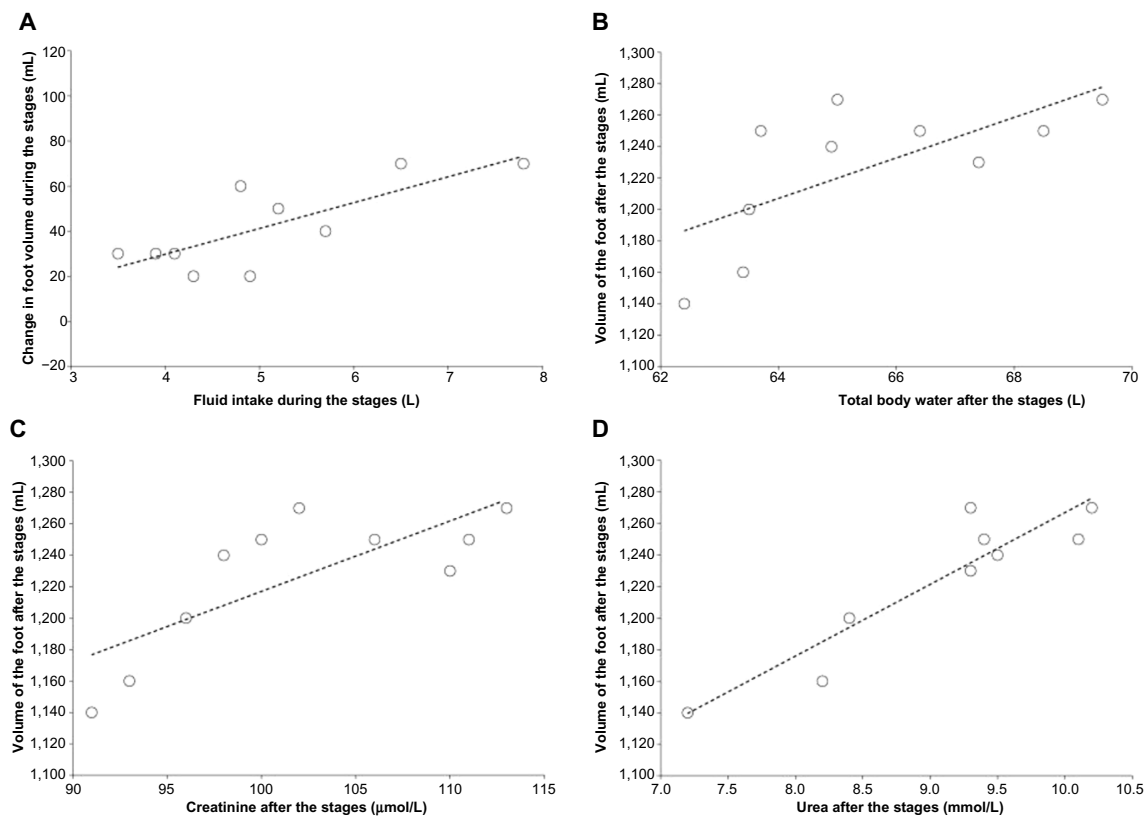 A
Change in foot volume during the stages (mL)
120
100
80
60
40
20
0
−20
3 4 5 6 7 8
Fluid intake during the stages (L)
B
Volume of the foot after the stages (mL)
1,300
1,280
1,260
1,240
1,220
1,200
1,180
1,160
1,140
1,120
1,100
62 64 66 68 70
Total body water after the stages (L)
C
Volume of the foot after the stages (mL)
1,300
1,280
1,260
1,240
1,220
1,200
1,180
1,160
1,140
1,120
1,100
90 95 100 105 110 115
Creatinine after the stages (μmol/L)
D
Volume of the foot after the stages (mL)
1,300
1,280
1,260
1,240
1,220
1,200
1,180
1,160
1,140
1,120
1,100
7.0 7.5 8.0 8.5 9.0 9.5 10.0 10.5
Urea after the stages (mmol/L)